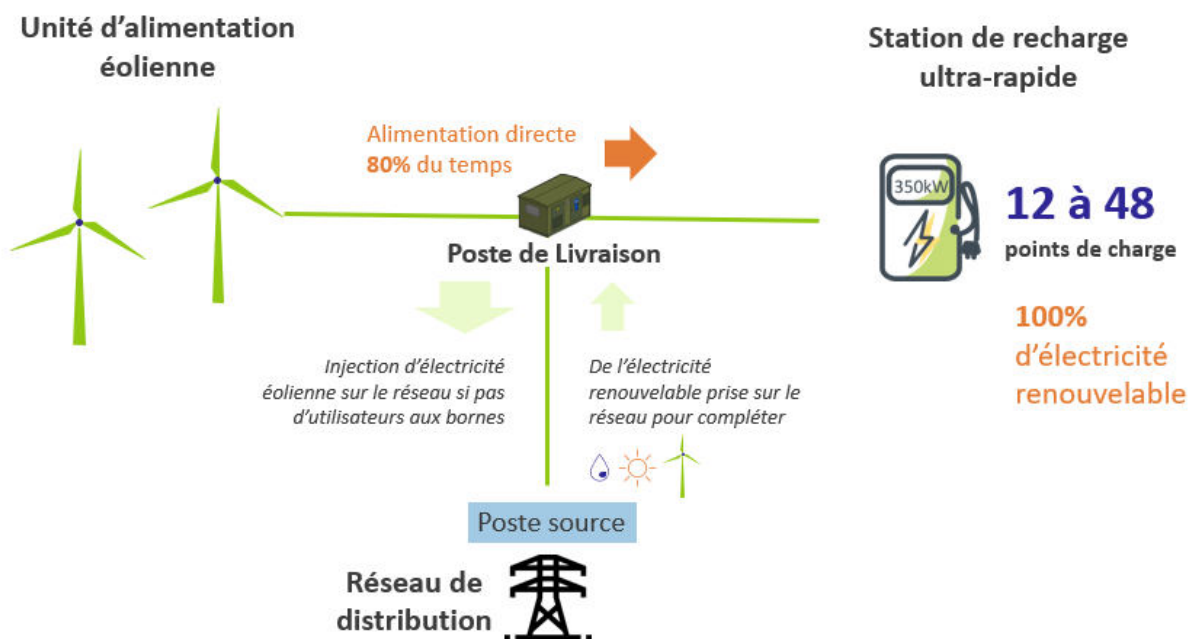 Unité d'alimentation
éolienne
Station de recharge
ultra-rapide
Alimentation directe
80% du temps
350kW
12 à 48
points de charge
Poste de Livraison
100%
d'électricité
renouvelable
Injection d'électricité
éolienne sur le réseau si pas
d'utilisateurs aux bornes
De l'électricité
renouvelable prise sur le
réseau pour compléter
Poste source
Réseau de
distribution